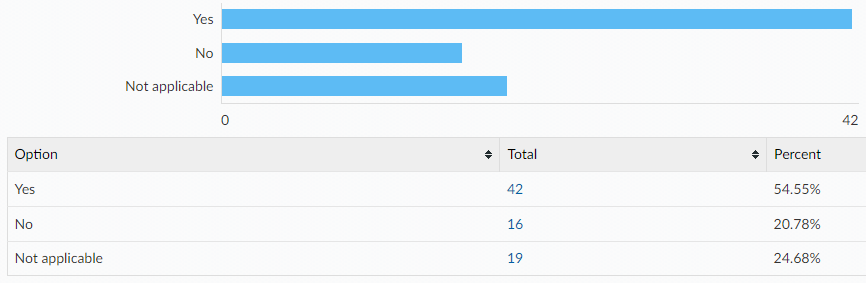 Yes
No
Not applicable
0 42
Option Total Percent
Yes 42 54.55%
No 16 20.78%
Not applicable 19 24.68%